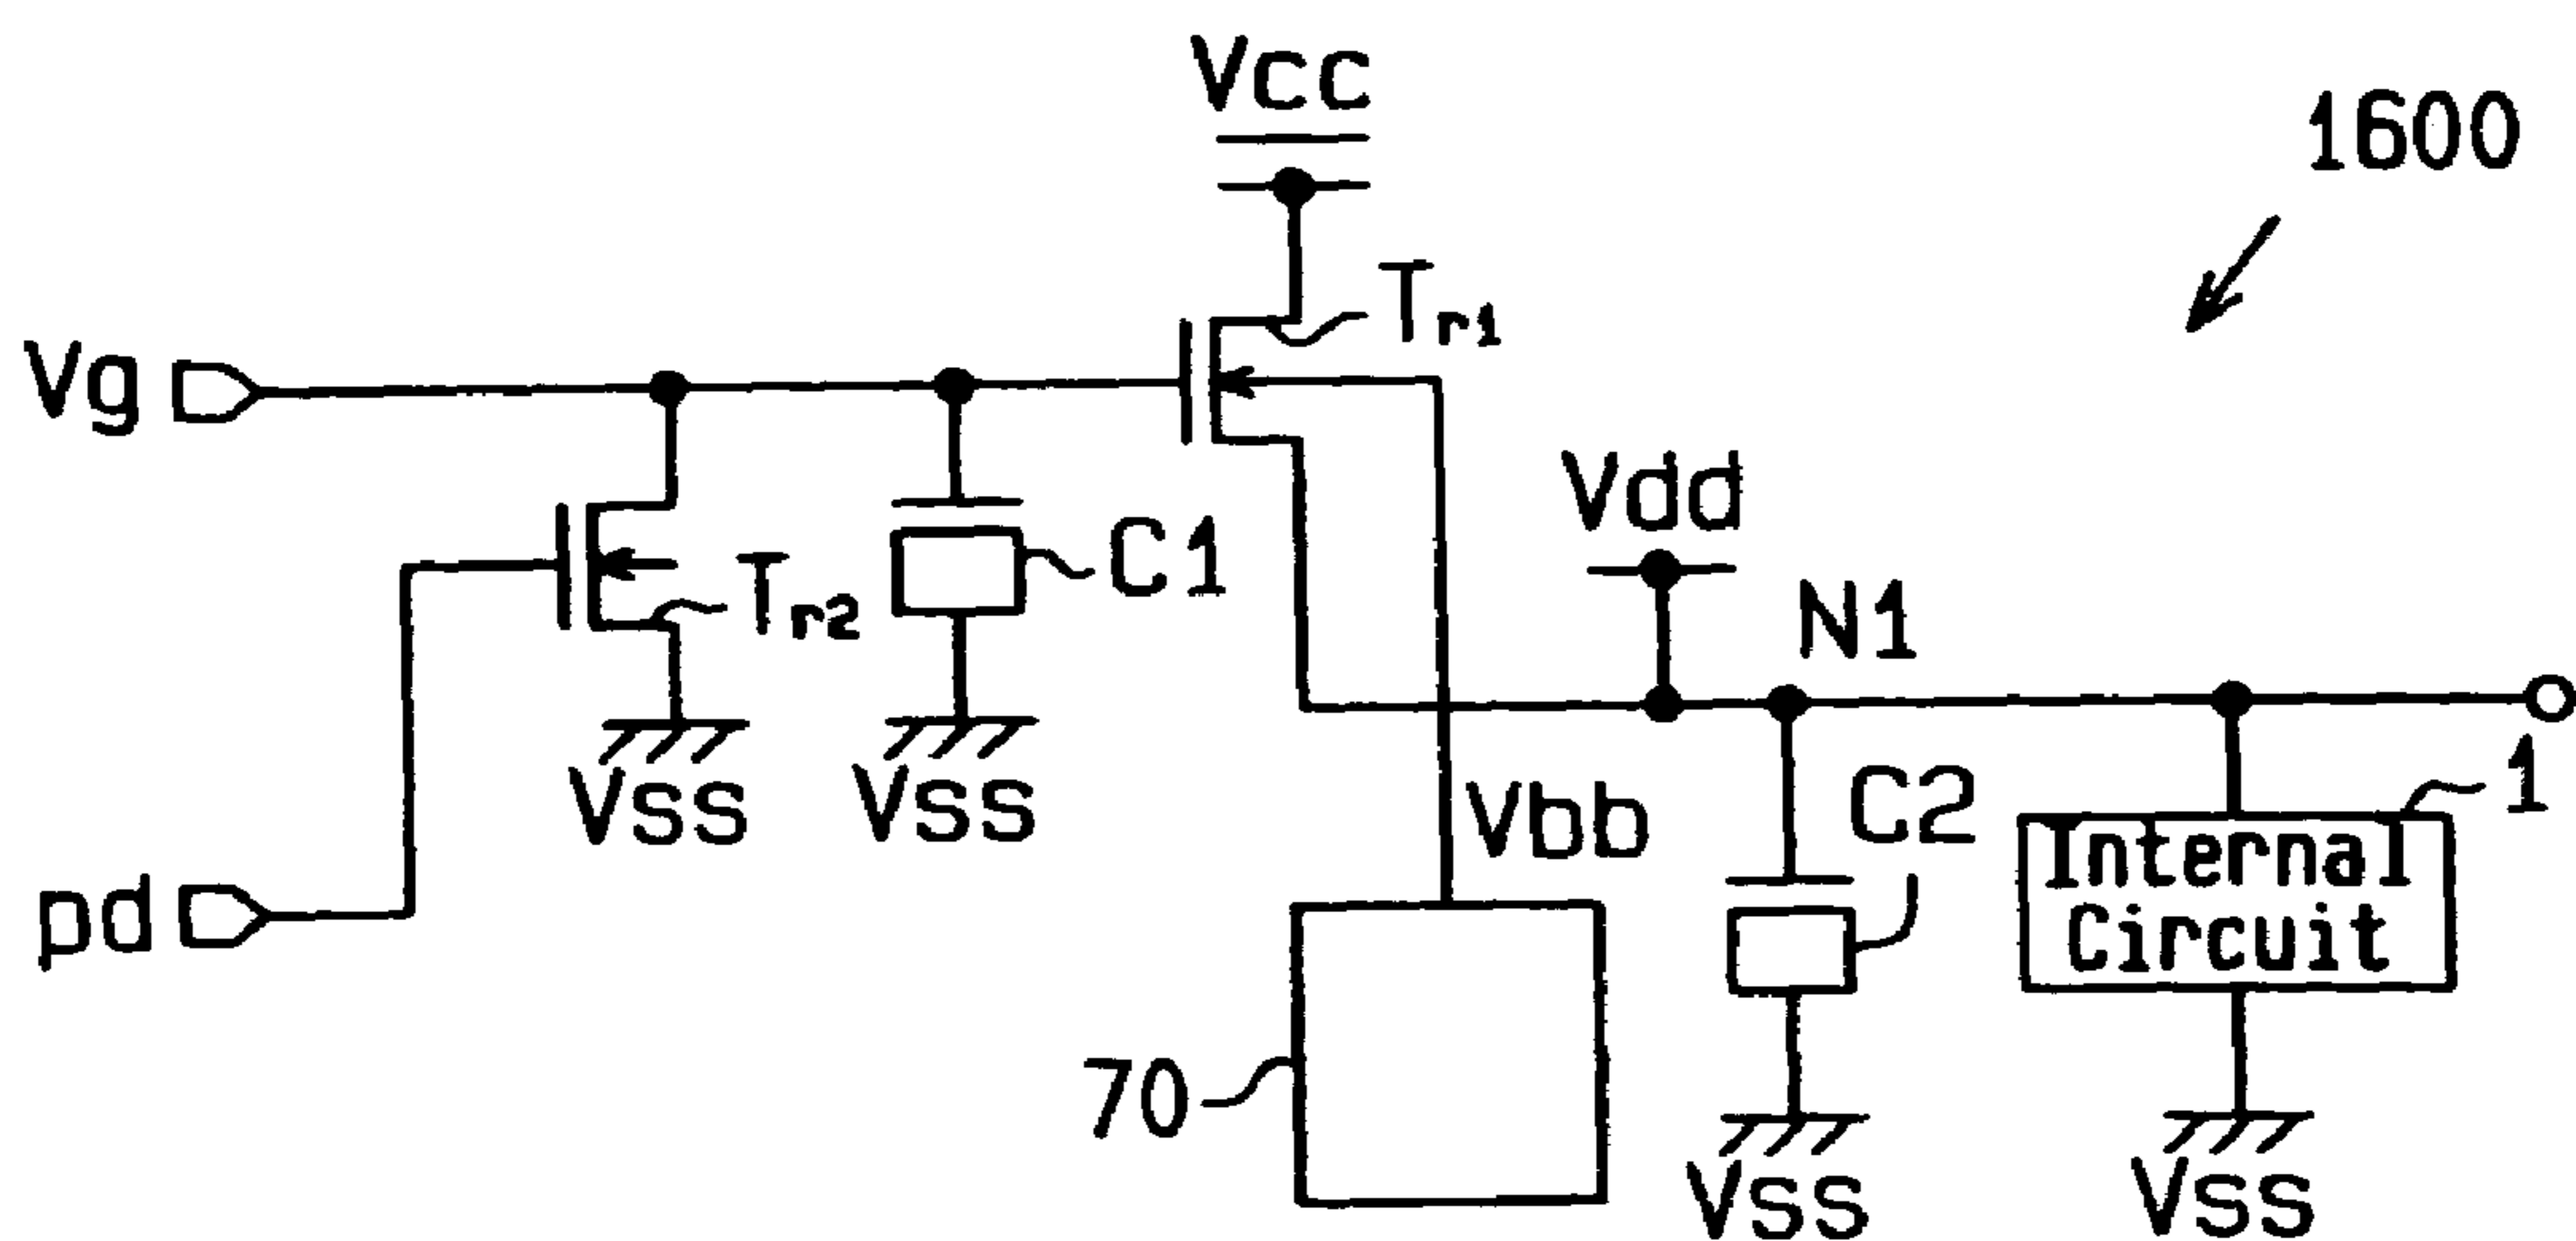 Vcc
1600
Tr1
Vg
Vdd
C1
Tr2
N1
Vss
Vss
Vbb
C2
1
pd
Internal
Circuit
70
Vss
Vss